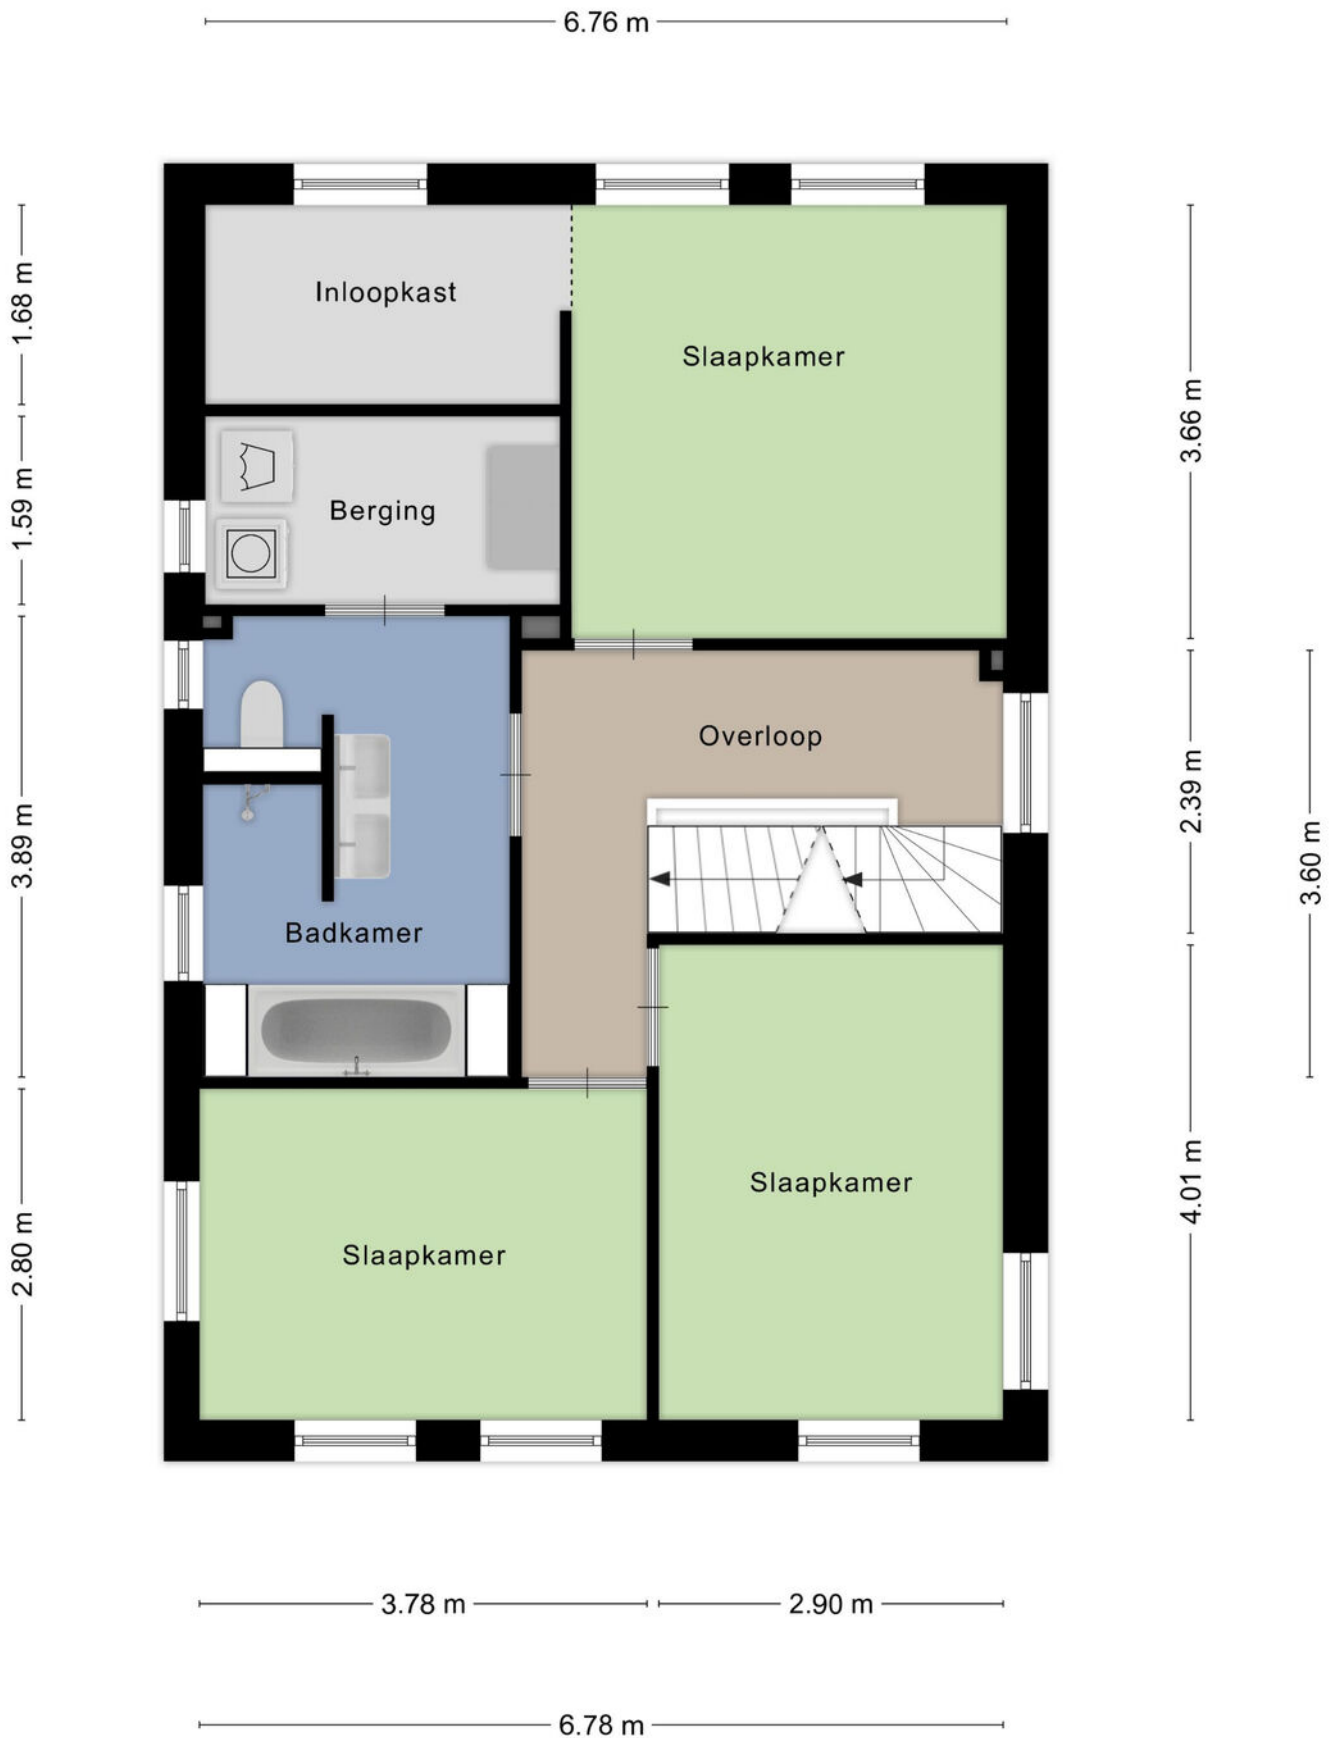 6.76 m
Inloopkast
Slaapkamer
1.68 m
3.66 m
Berging
1.59 m
Overloop
2.39 m
3.89 m
3.60 m
Badkamer
Slaapkamer
4.01 m
Slaapkamer
2.80 m
3.78 m
2.90 m
6.78 m